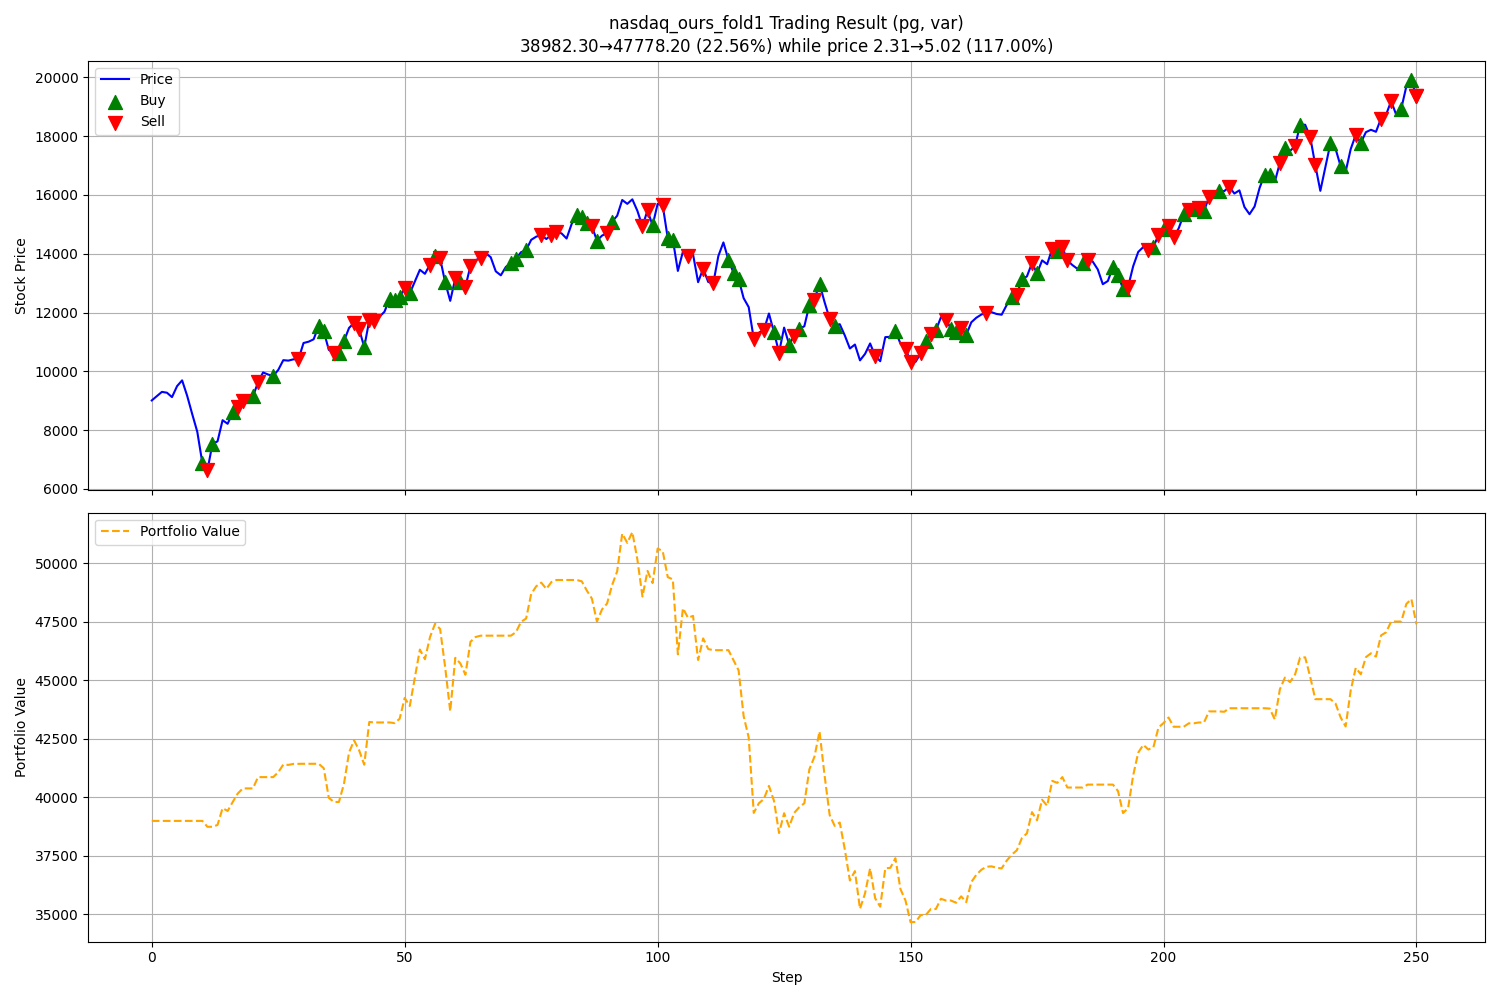 nasdaq_ours_fold1 Trading Result (pg, var)
38982.30→47778.20 (22.56%) while price 2.31→5.02 (117.00%)
Price
Buy
Sell
Stock Price
20000
18000
16000
14000
12000
10000
8000
6000
Portfolio Value
Portfolio Value
50000
47500
45000
42500
40000
37500
35000
0
50
100
150
200
250
Step